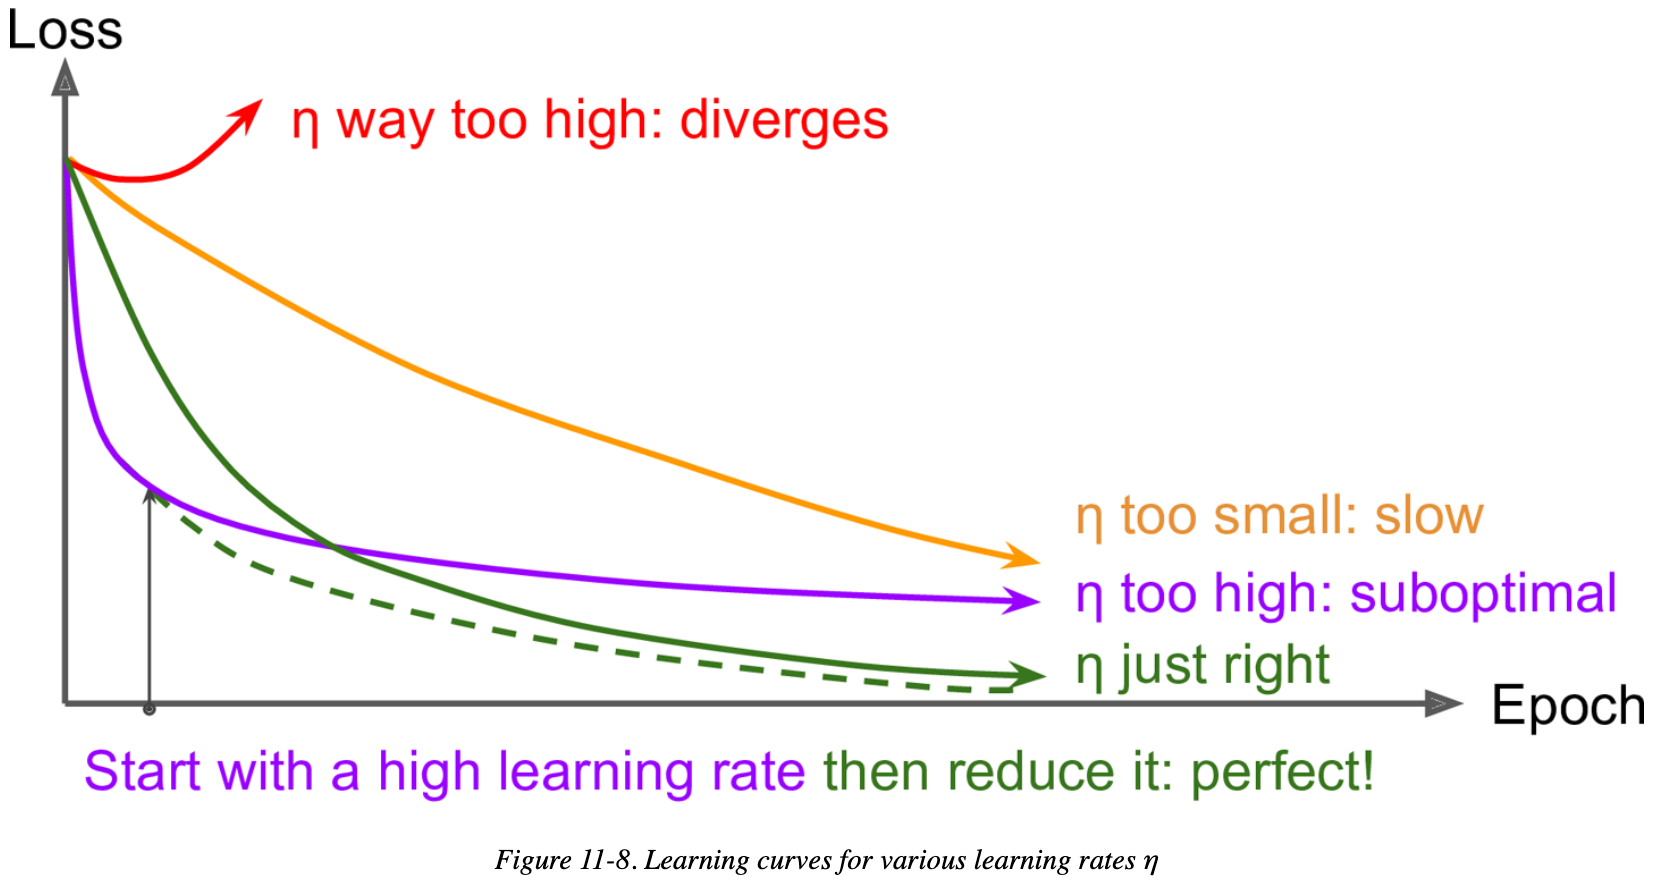 Loss
η way too high: diverges
η too small: slow
η too high: suboptimal
η just right
Epoch
Start with a high learning rate then reduce it: perfect!
Figure 11-8. Learning curves for various learning rates η